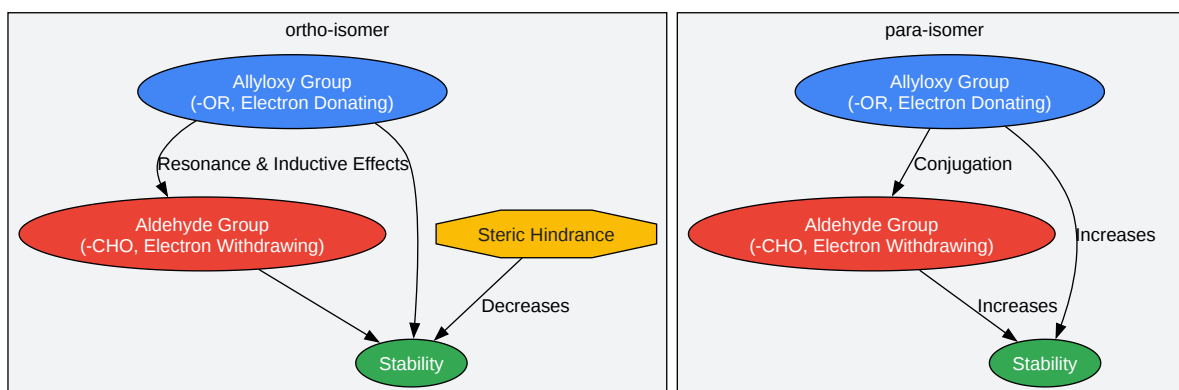 ortho-isomer
Allyloxy Group
(-OR, Electron Donating)
Resonance & Inductive Effects
Aldehyde Group
(-CHO, Electron Withdrawing)
Steric Hindrance
Decreases
Stability
para-isomer
Allyloxy Group
(-OR, Electron Donating)
Conjugation
Aldehyde Group
(-CHO, Electron Withdrawing)
Increases
Increases
Stability